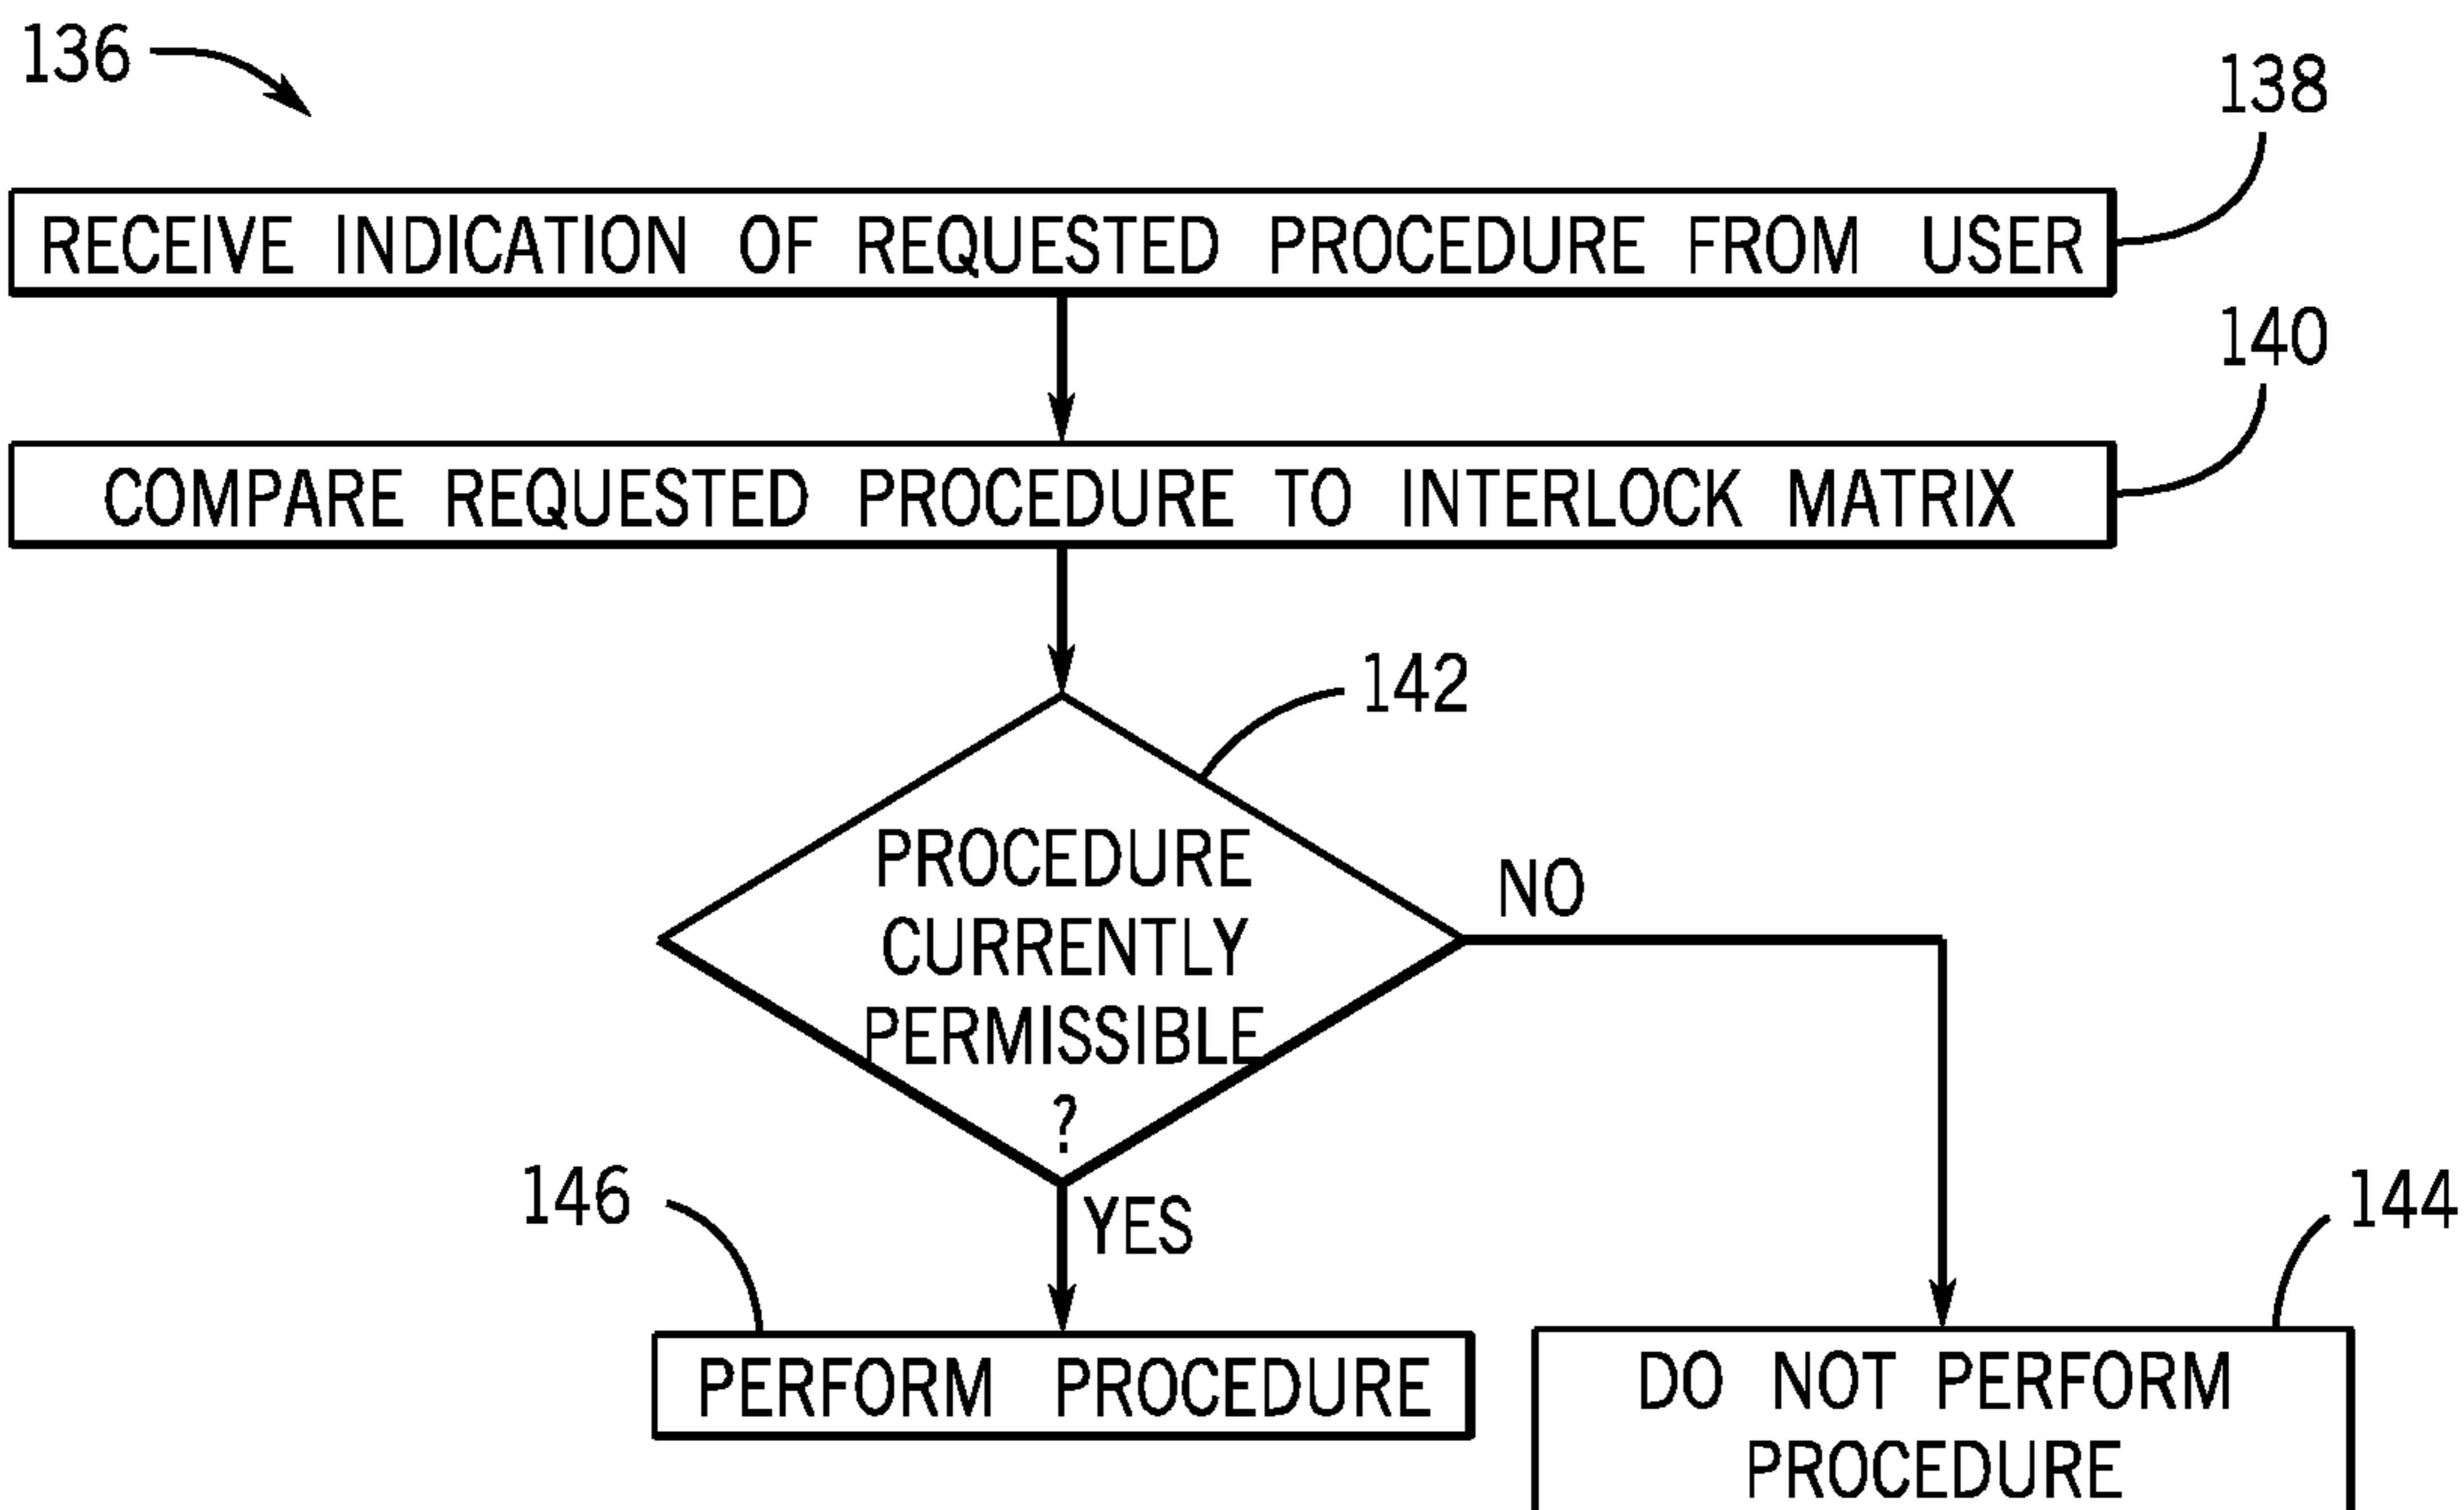 136
138
RECEIVE INDICATION OF REQUESTED PROCEDURE FROM USER
140
COMPARE REQUESTED PROCEDURE TO INTERLOCK MATRIX
142
PROCEDURE
CURRENTLY
PERMISSIBLE
?
NO
YES
146
144
PERFORM PROCEDURE
DO NOT PERFORM
PROCEDURE